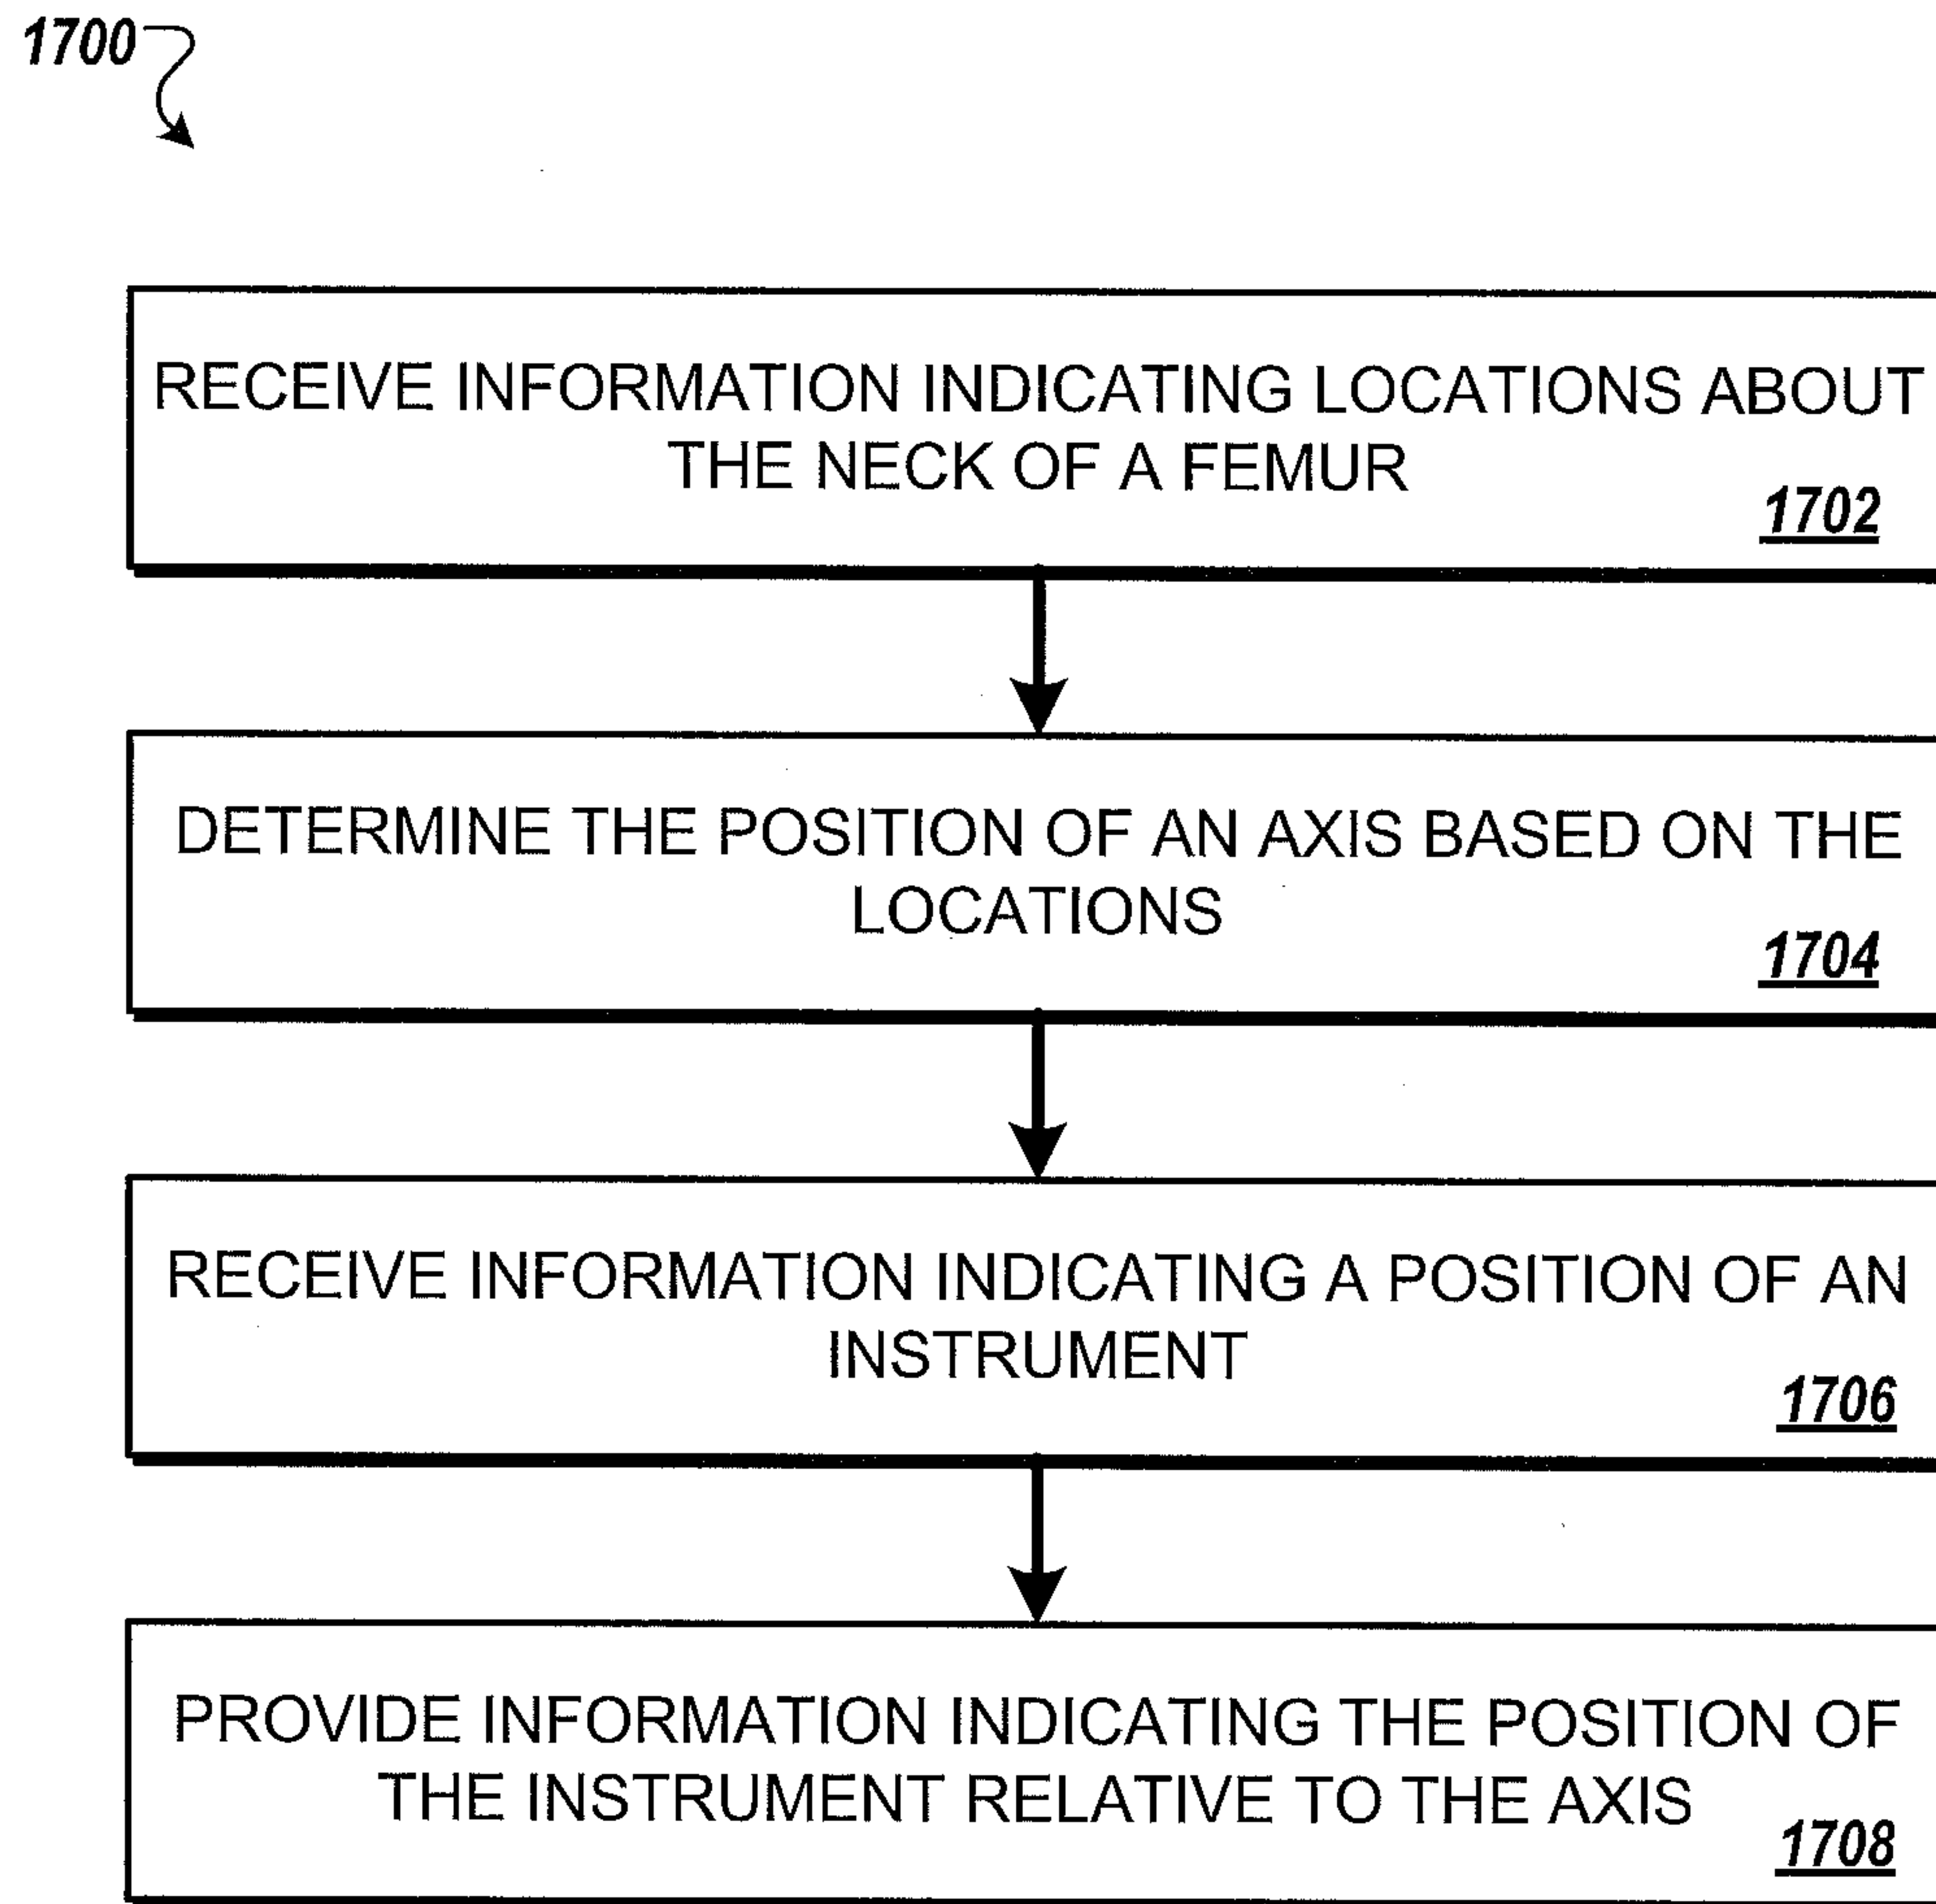 1700
RECEIVE INFORMATION INDICATING LOCATIONS ABOUT
THE NECK OF A FEMUR
1702
DETERMINE THE POSITION OF AN AXIS BASED ON THE
LOCATIONS
1704
RECEIVE INFORMATION INDICATING A POSITION OF AN
INSTRUMENT
1706
PROVIDE INFORMATION INDICATING THE POSITION OF
THE INSTRUMENT RELATIVE TO THE AXIS
1708